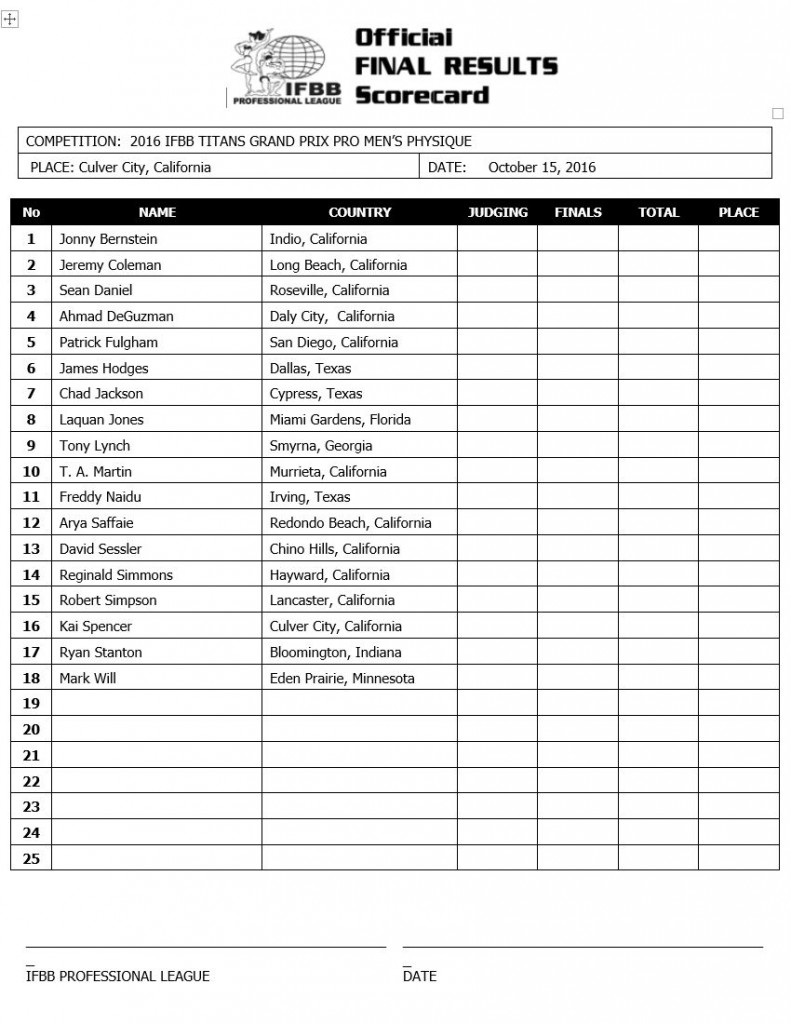 Official
FINAL RESULTS
Scorecard
IFBB
PROFESSIONAL LEAGUE
COMPETITION: 2016 IFBB TITANS GRAND PRIX PRO MEN'S PHYSIQUE
PLACE: Culver City, California DATE: October 15, 2016
No NAME COUNTRY JUDGING FINALS TOTAL PLACE
1 Jonny Bernstein Indio, California
2 Jeremy Coleman Long Beach, California
3 Sean Daniel Roseville, California
4 Ahmad DeGuzman Daly City, California
5 Patrick Fulgham San Diego, California
6 James Hodges Dallas, Texas
7 Chad Jackson Cypress, Texas
8 Laquan Jones Miami Gardens, Florida
9 Tony Lynch Smyrna, Georgia
10 T. A. Martin Murrieta, California
11 Freddy Naidu Irving, Texas
12 Arya Saffaie Redondo Beach, California
13 David Sessler Chino Hills, California
14 Reginald Simmons Hayward, California
15 Robert Simpson Lancaster, California
16 Kai Spencer Culver City, California
17 Ryan Stanton Bloomington, Indiana
18 Mark Will Eden Prairie, Minnesota
19
20
21
22
23
24
25
IFBB PROFESSIONAL LEAGUE DATE